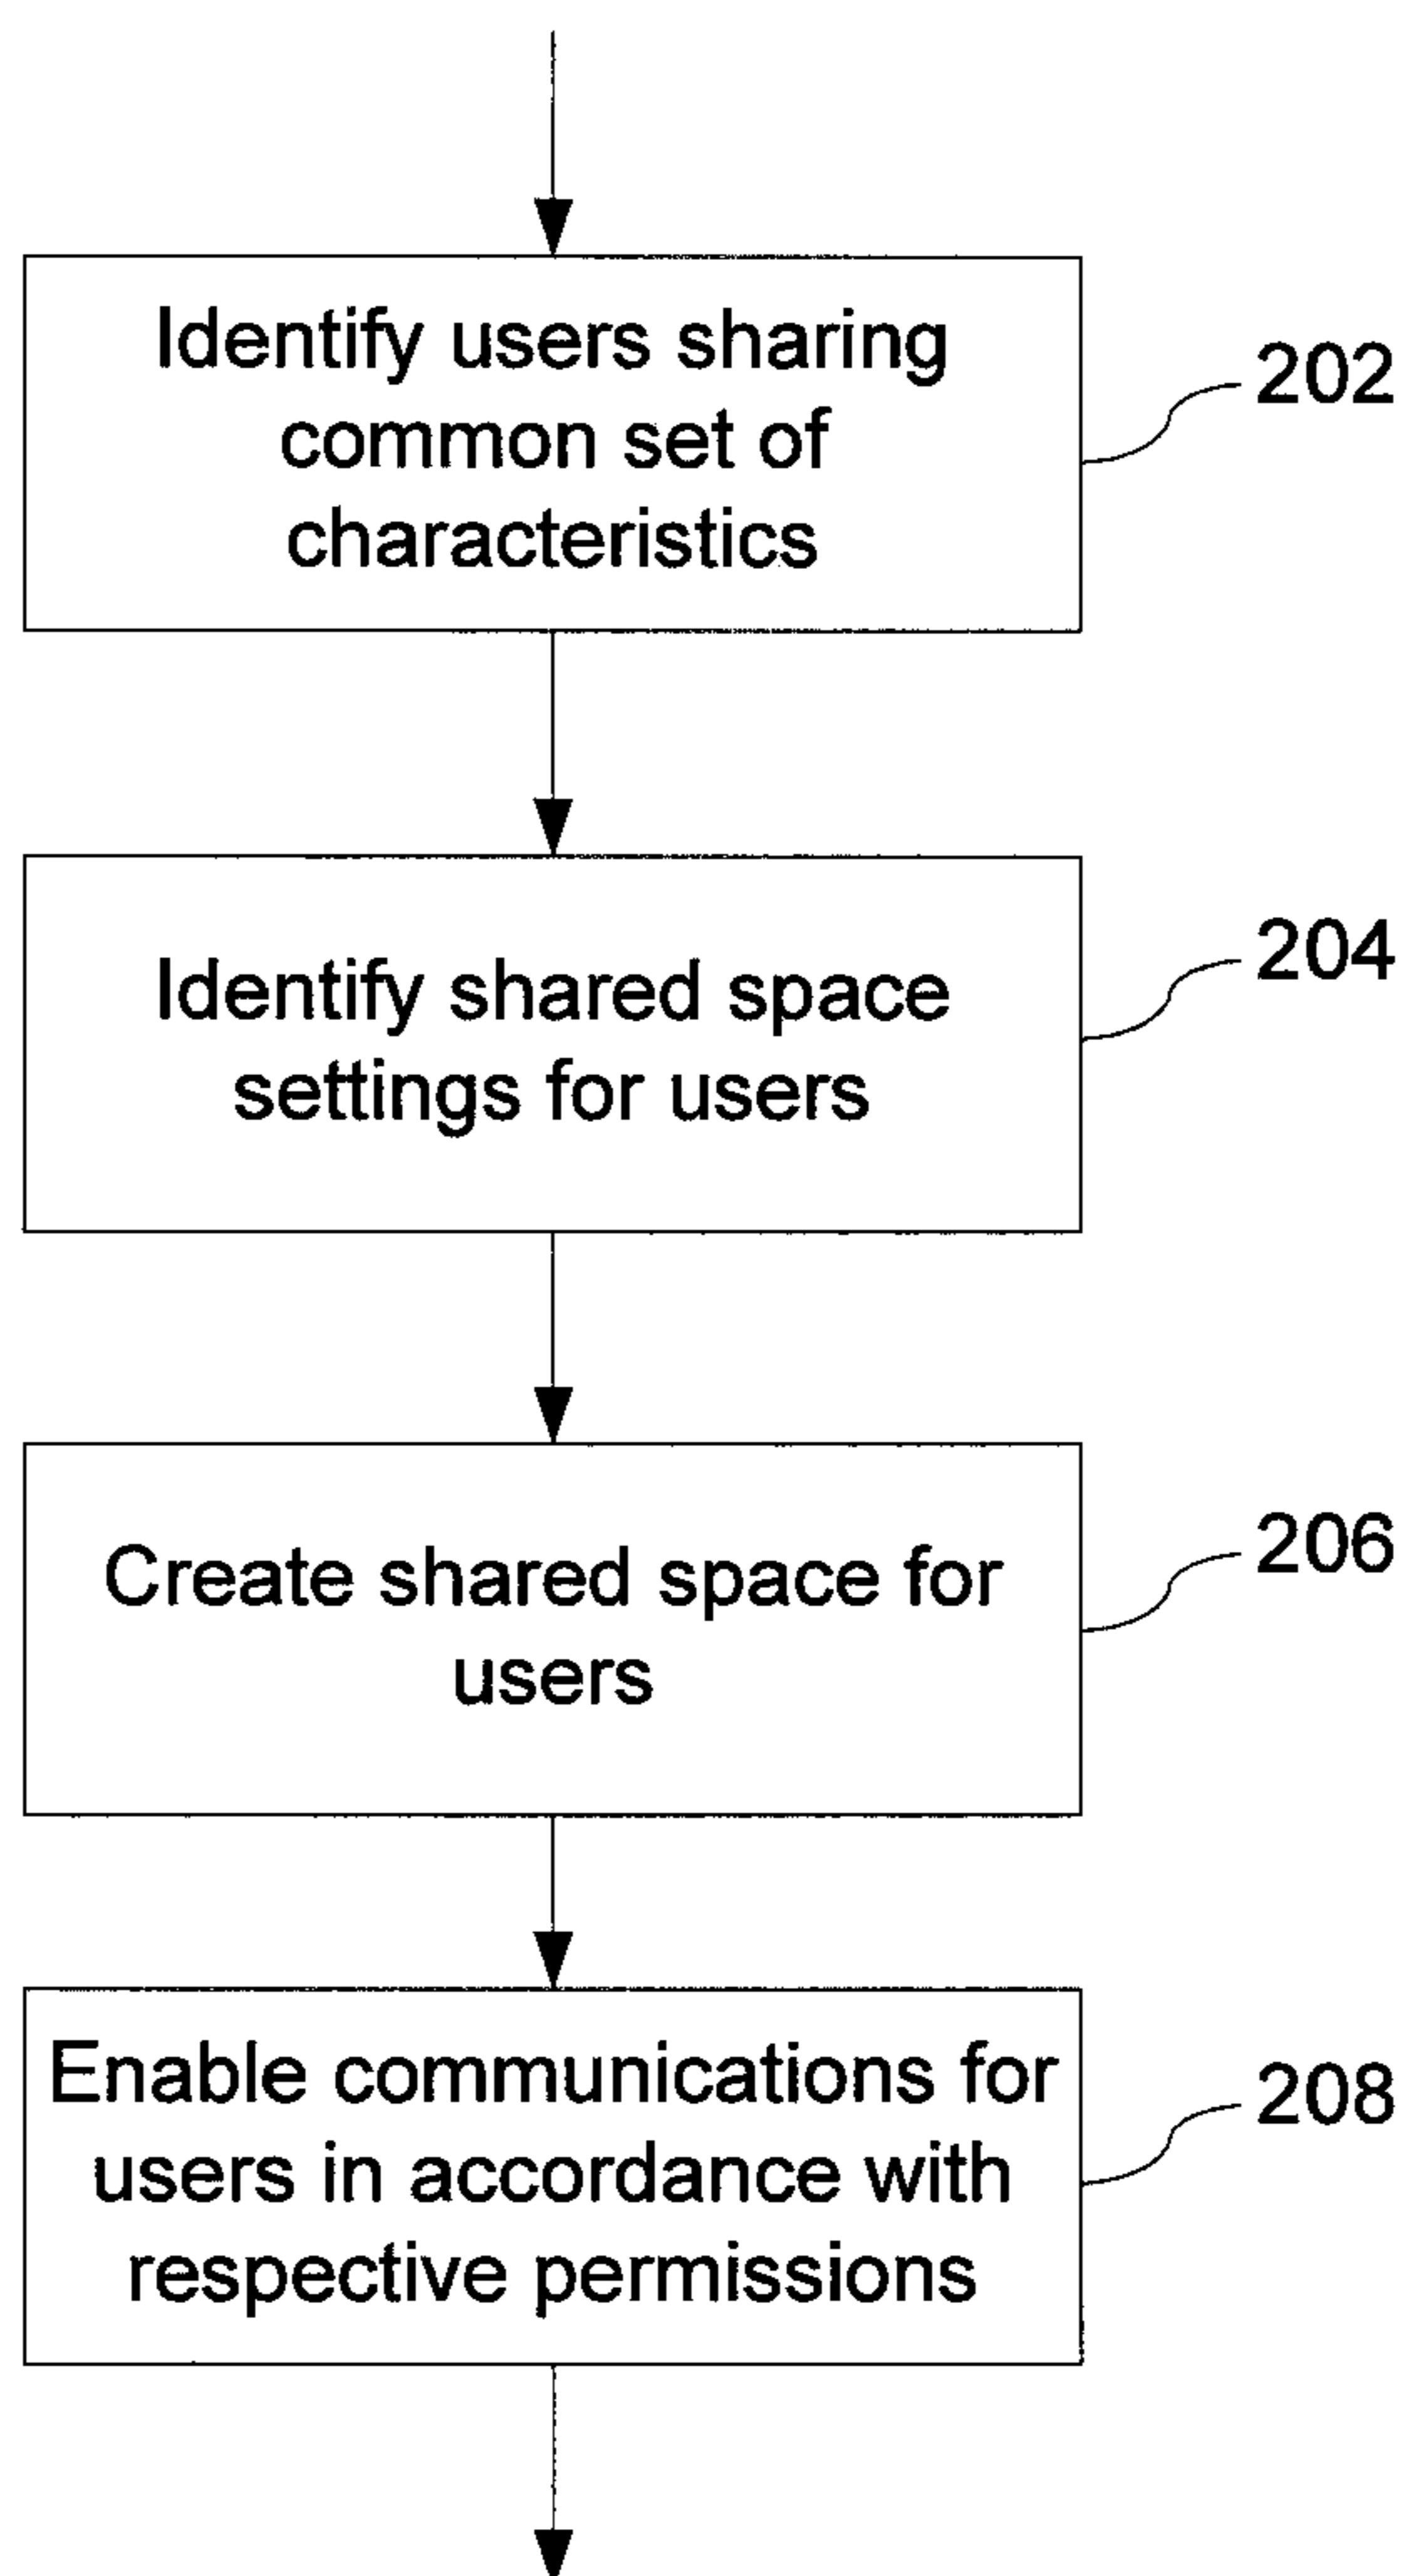 Identify users sharing
common set of
characteristics
202
Identify shared space
settings for users
204
Create shared space for
users
206
Enable communications for
users in accordance with
respective permissions
208